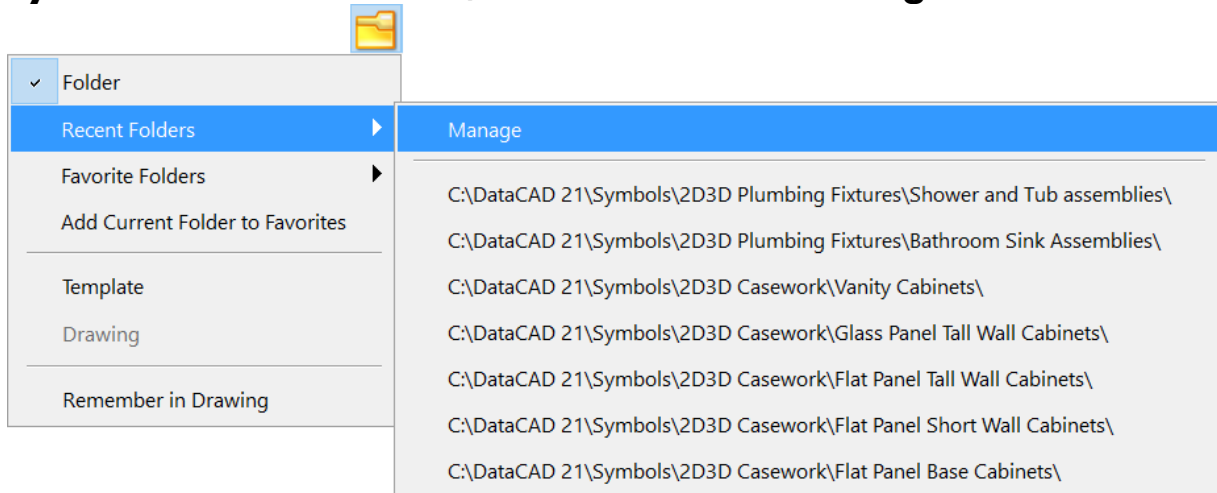 Folder
Recent Folders
Manage
Favorite Folders
C:\DataCAD 21\Symbols\2D3D Plumbing Fixtures\Shower and Tub assemblies\
Add Current Folder to Favorites
C:\DataCAD 21\Symbols\2D3D Plumbing Fixtures\Bathroom Sink Assemblies\
Template
C:\DataCAD 21\Symbols\2D3D Casework\Vanity Cabinets\
Drawing
C:\DataCAD 21\Symbols\2D3D Casework\Glass Panel Tall Wall Cabinets\
C:\DataCAD 21\Symbols\2D3D Casework\Flat Panel Tall Wall Cabinets\
Remember in Drawing
C:\DataCAD 21\Symbols\2D3D Casework\Flat Panel Short Wall Cabinets\
C:\DataCAD 21\Symbols\2D3D Casework\Flat Panel Base Cabinets\